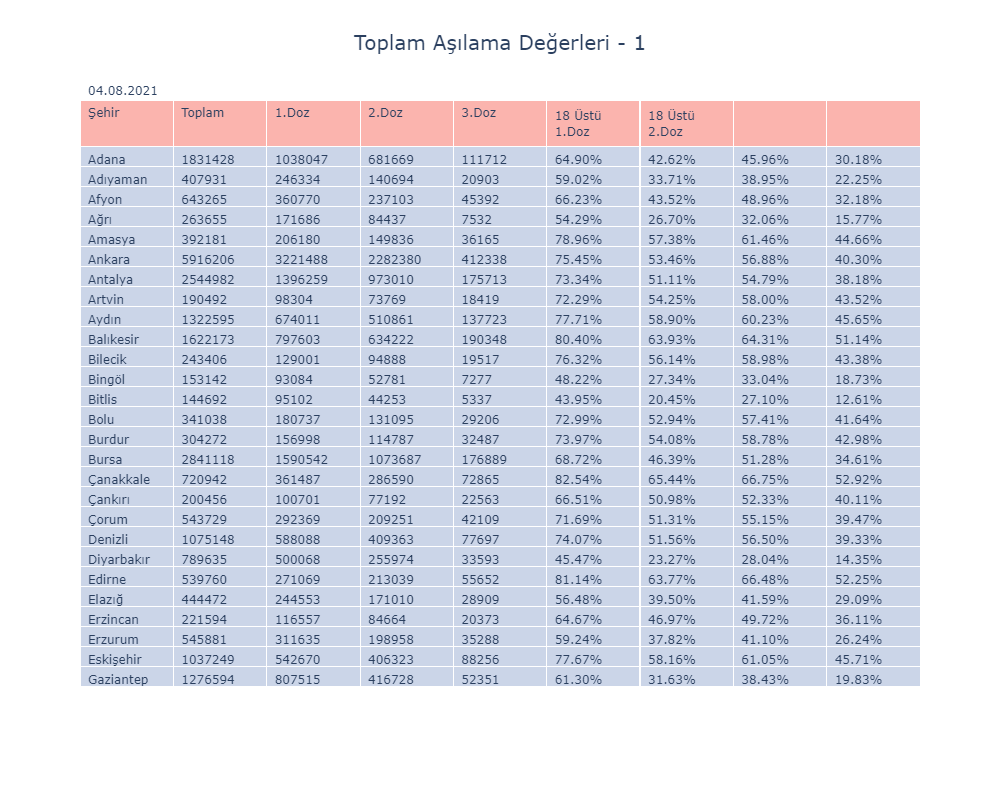 Toplam Aşılama Değerleri - 1
04.08.2021
Şehir Toplam 1.Doz 2.Doz 3.Doz 18 Üstü 18 Üstü
1.Doz 2.Doz
Adana 1831428 1038047 681669 111712 64.90% 42.62% 45.96% 30.18%
Adıyaman 407931 246334 140694 20903 59.02% 33.71% 38.95% 22.25%
Afyon 643265 360770 237103 45392 66.23% 43.52% 48.96% 32.18%
Ağrı 263655 171686 84437 7532 54.29% 26.70% 32.06% 15.77%
Amasya 392181 206180 149836 36165 78.96% 57.38% 61.46% 44.66%
Ankara 5916206 3221488 2282380 412338 75.45% 53.46% 56.88% 40.30%
Antalya 2544982 1396259 973010 175713 73.34% 51.11% 54.79% 38.18%
Artvin 190492 98304 73769 18419 72.29% 54.25% 58.00% 43.52%
Aydın 1322595 674011 510861 137723 77.71% 58.90% 60.23% 45.65%
Balıkesir 1622173 797603 634222 190348 80.40% 63.93% 64.31% 51.14%
Bilecik 243406 129001 94888 19517 76.32% 56.14% 58.98% 43.38%
Bingöl 153142 93084 52781 7277 48.22% 27.34% 33.04% 18.73%
Bitlis 144692 95102 44253 5337 43.95% 20.45% 27.10% 12.61%
Bolu 341038 180737 131095 29206 72.99% 52.94% 57.41% 41.64%
Burdur 304272 156998 114787 32487 73.97% 54.08% 58.78% 42.98%
Bursa 2841118 1590542 1073687 176889 68.72% 46.39% 51.28% 34.61%
Çanakkale 720942 361487 286590 72865 82.54% 65.44% 66.75% 52.92%
Çankırı 200456 100701 77192 22563 66.51% 50.98% 52.33% 40.11%
Çorum 543729 292369 209251 42109 71.69% 51.31% 55.15% 39.47%
Denizli 1075148 588088 409363 77697 74.07% 51.56% 56.50% 39.33%
Diyarbakır 789635 500068 255974 33593 45.47% 23.27% 28.04% 14.35%
Edirne 539760 271069 213039 55652 81.14% 63.77% 66.48% 52.25%
Elazığ 444472 244553 171010 28909 56.48% 39.50% 41.59% 29.09%
Erzincan 221594 116557 84664 20373 64.67% 46.97% 49.72% 36.11%
Erzurum 545881 311635 198958 35288 59.24% 37.82% 41.10% 26.24%
Eskişehir 1037249 542670 406323 88256 77.67% 58.16% 61.05% 45.71%
Gaziantep 1276594 807515 416728 52351 61.30% 31.63% 38.43% 19.83%